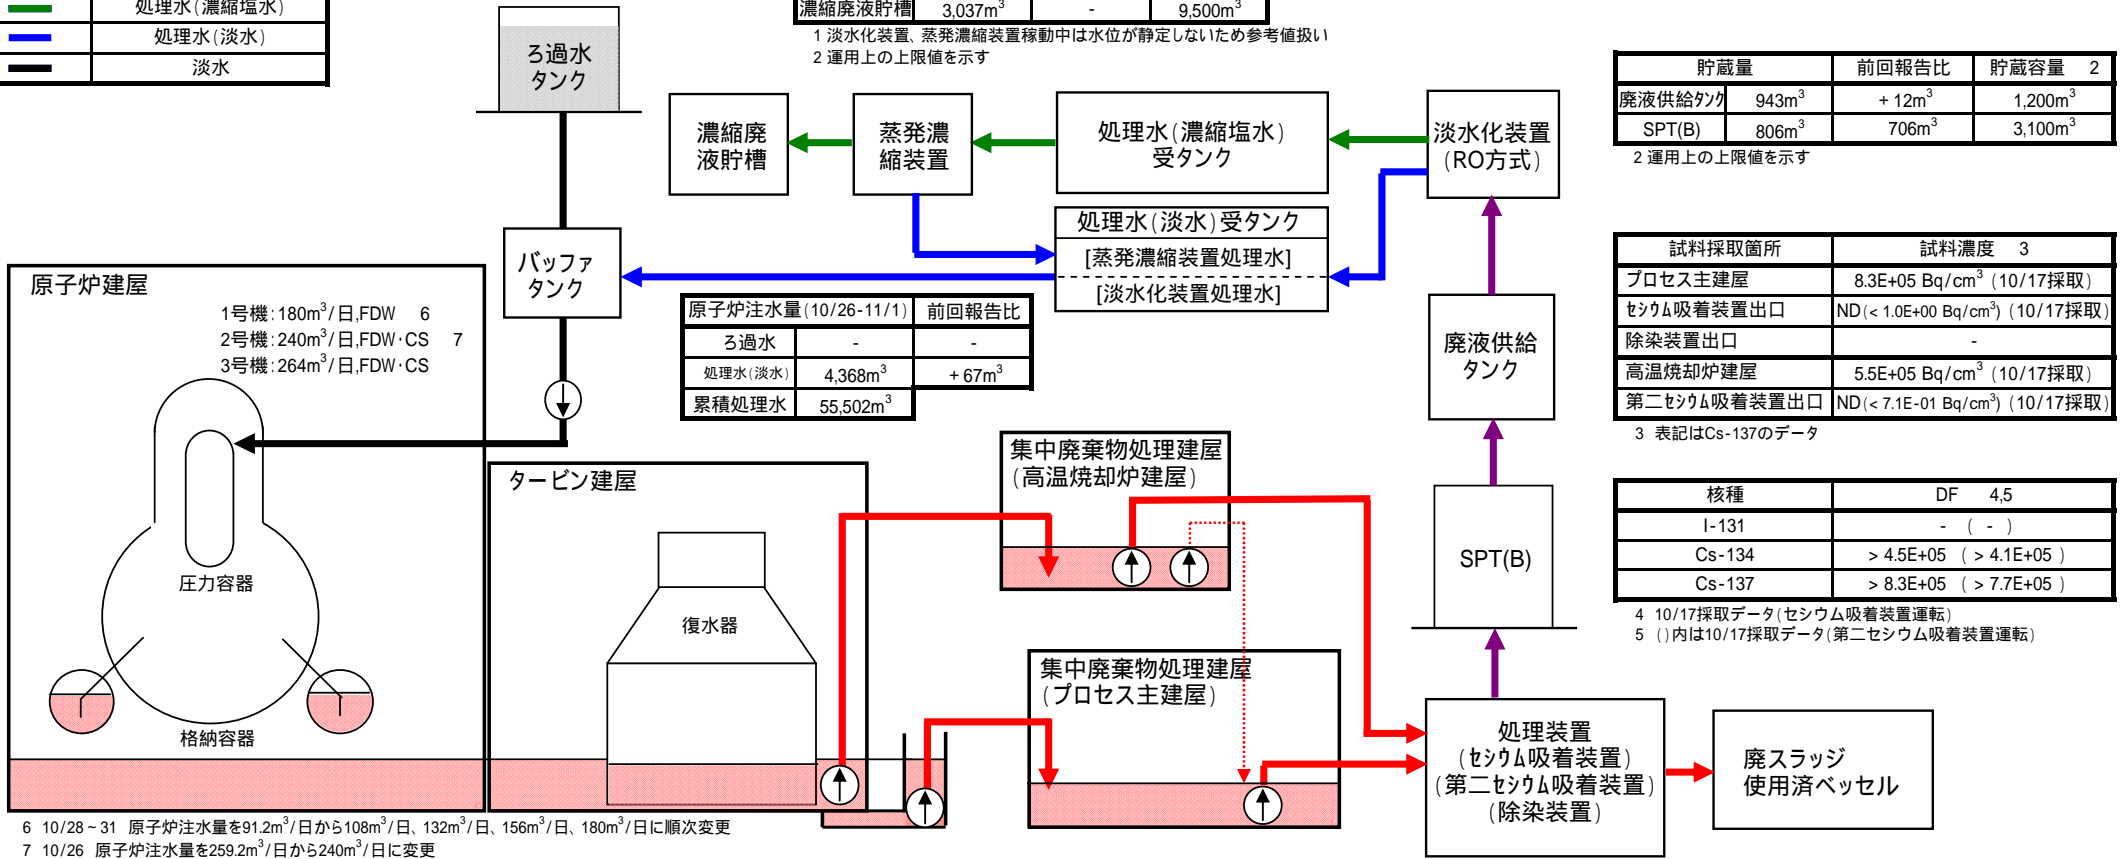 処理水(濃縮塩水)
処理水(淡水)
淡水
濃縮廃液貯槽 3,037m³ - 9,500m³
1 淡水化装置、蒸発濃縮装置稼動中は水位が静定しないため参考値扱い
2 運用上の上限値を示す
ろ過水
タンク
濃縮廃
液貯槽
蒸発濃
縮装置
処理水(濃縮塩水)
受タンク
淡水化装置
(RO方式)
貯蔵量 前回報告比 貯蔵容量 2
廃液供給タンク 943m³ + 12m³ 1,200m³
SPT(B) 806m³ 706m³ 3,100m³
2 運用上の上限値を示す
処理水(淡水)受タンク
[蒸発濃縮装置処理水]
[淡水化装置処理水]
バッファ
タンク
原子炉建屋
1号機:180m³/日,FDW 6
2号機:240m³/日,FDW・CS 7
3号機:264m³/日,FDW・CS
原子炉注水量(10/26-11/1) 前回報告比
ろ過水 - -
処理水(淡水) 4,368m³ + 67m³
累積処理水 55,502m³
廃液供給
タンク
試料採取箇所 試料濃度 3
プロセス主建屋 8.3E+05 Bq/cm³ (10/17採取)
セシウム吸着装置出口 ND(< 1.0E+00 Bq/cm³) (10/17採取)
除染装置出口 -
高温焼却炉建屋 5.5E+05 Bq/cm³ (10/17採取)
第二セシウム吸着装置出口 ND(< 7.1E-01 Bq/cm³) (10/17採取)
3 表記はCs-137のデータ
圧力容器
格納容器
タービン建屋
復水器
集中廃棄物処理建屋
(高温焼却炉建屋)
SPT(B)
核種 DF 4,5
I-131 - ( - )
Cs-134 > 4.5E+05 ( > 4.1E+05 )
Cs-137 > 8.3E+05 ( > 7.7E+05 )
4 10/17採取データ(セシウム吸着装置運転)
5 ()内は10/17採取データ(第二セシウム吸着装置運転)
集中廃棄物処理建屋
(プロセス主建屋)
処理装置
(セシウム吸着装置)
(第二セシウム吸着装置)
(除染装置)
廃スラッジ
使用済ベッセル
6 10/28~31 原子炉注水量を91.2m³/日から108m³/日、132m³/日、156m³/日、180m³/日に順次変更
7 10/26 原子炉注水量を259.2m³/日から240m³/日に変更